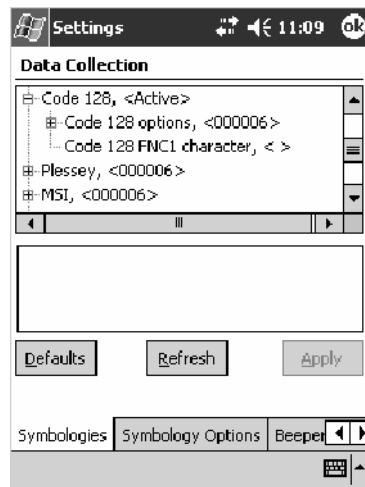 Settings 11:09 ok
Data Collection
Code 128, <Active>
Code 128 options, <000006>
Code 128 FNC1 character, < >
Plessey, <000006>
MSI, <000006>
Defaults Refresh Apply
Symbologies Symbology Options Beeper